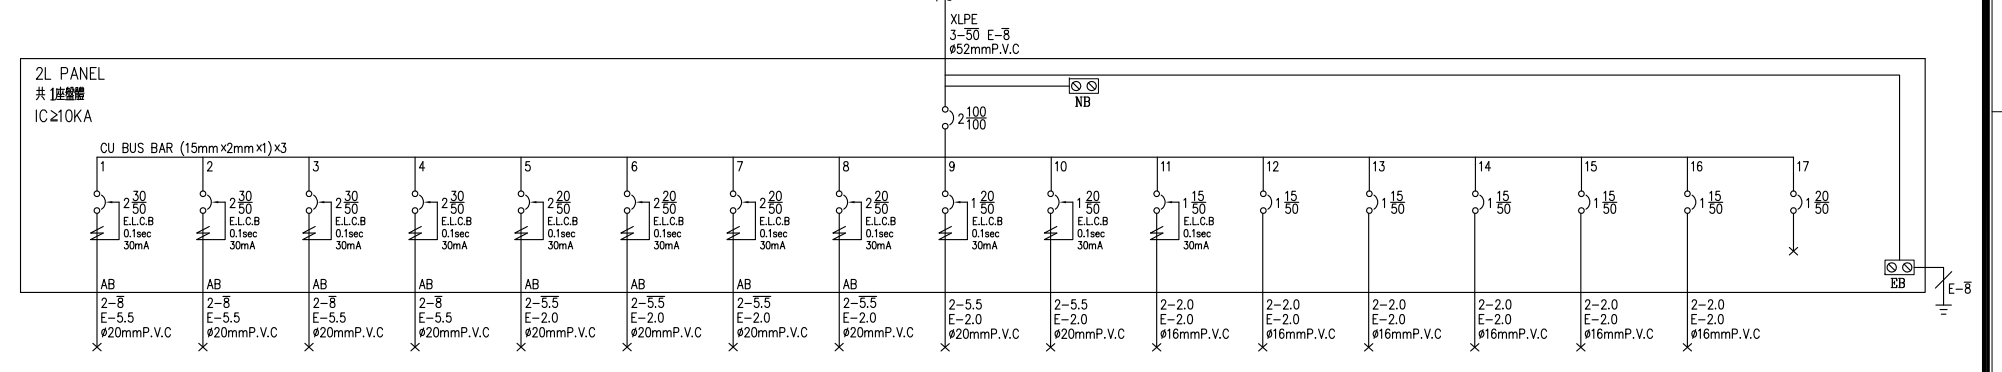 XLPE
3-50 E-8
ø52mmP.V.C
2L PANEL
共 1座盤體
IC≥10KA
NB
2 100/100
CU BUS BAR (15mm×2mm×1)×3
1 2 3 4 5 6 7 8 9 10 11 12 13 14 15 16 17
2 30/50 2 30/50 2 30/50 2 30/50 2 20/50 2 20/50 2 20/50 2 20/50 1 20/50 1 20/50 1 15/50 1 15/50 1 15/50 1 15/50 1 15/50 1 15/50 1 20/50
E.L.C.B E.L.C.B E.L.C.B E.L.C.B E.L.C.B E.L.C.B E.L.C.B E.L.C.B E.L.C.B E.L.C.B E.L.C.B
0.1sec 0.1sec 0.1sec 0.1sec 0.1sec 0.1sec 0.1sec 0.1sec 0.1sec 0.1sec 0.1sec
30mA 30mA 30mA 30mA 30mA 30mA 30mA 30mA 30mA 30mA 30mA
AB AB AB AB AB AB AB AB
EB
E-8
2-8 2-8 2-8 2-8 2-5.5 2-5.5 2-5.5 2-5.5 2-5.5 2-5.5 2-2.0 2-2.0 2-2.0 2-2.0 2-2.0 2-2.0
E-5.5 E-5.5 E-5.5 E-5.5 E-2.0 E-2.0 E-2.0 E-2.0 E-2.0 E-2.0 E-2.0 E-2.0 E-2.0 E-2.0 E-2.0 E-2.0
ø20mmP.V.C ø20mmP.V.C ø20mmP.V.C ø20mmP.V.C ø20mmP.V.C ø20mmP.V.C ø20mmP.V.C ø20mmP.V.C ø20mmP.V.C ø20mmP.V.C ø16mmP.V.C ø16mmP.V.C ø16mmP.V.C ø16mmP.V.C ø16mmP.V.C ø16mmP.V.C